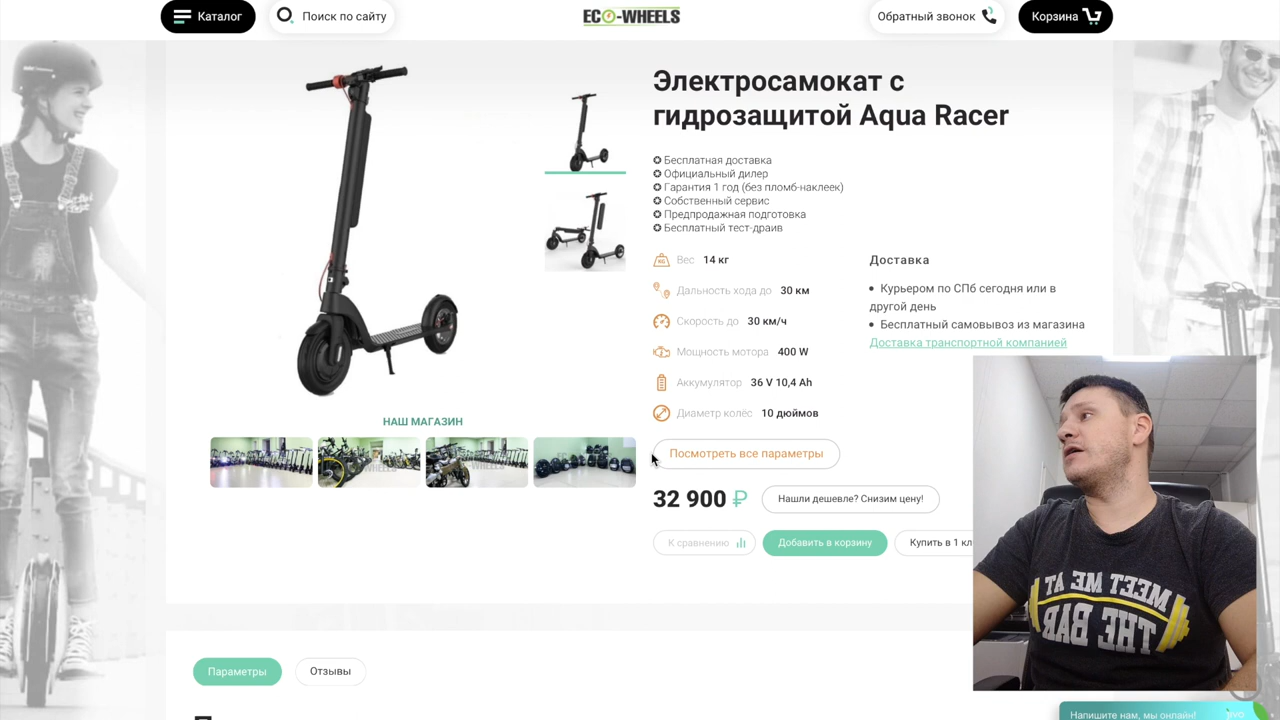 Каталог
Поиск по сайту
ECO-WHEELS
Обратный звонок
Корзина
Электросамокат с
гидрозащитой Aqua Racer
Бесплатная доставка
Официальный дилер
Гарантия 1 год (без пломб-наклеек)
Собственный сервис
Предпродажная подготовка
Бесплатный тест-драив
Вес 14 кг
Дальность хода до 30 км
Скорость до 30 км/ч
Мощность мотора 400 W
Аккумулятор 36 V 10,4 Ah
Диаметр колёс 10 дюймов
Доставка
Курьером по СПб сегодня или в
другой день
Бесплатный самовывоз из магазина
Доставка транспортной компанией
НАШ МАГАЗИН
Посмотреть все параметры
32 900 ₽
Нашли дешевле? Снизим цену!
К сравнению
Добавить в корзину
Купить в 1 кл
MEET ME AT
THE BAR
Параметры
Отзывы
Напишите нам, мы онлайн!
jivo